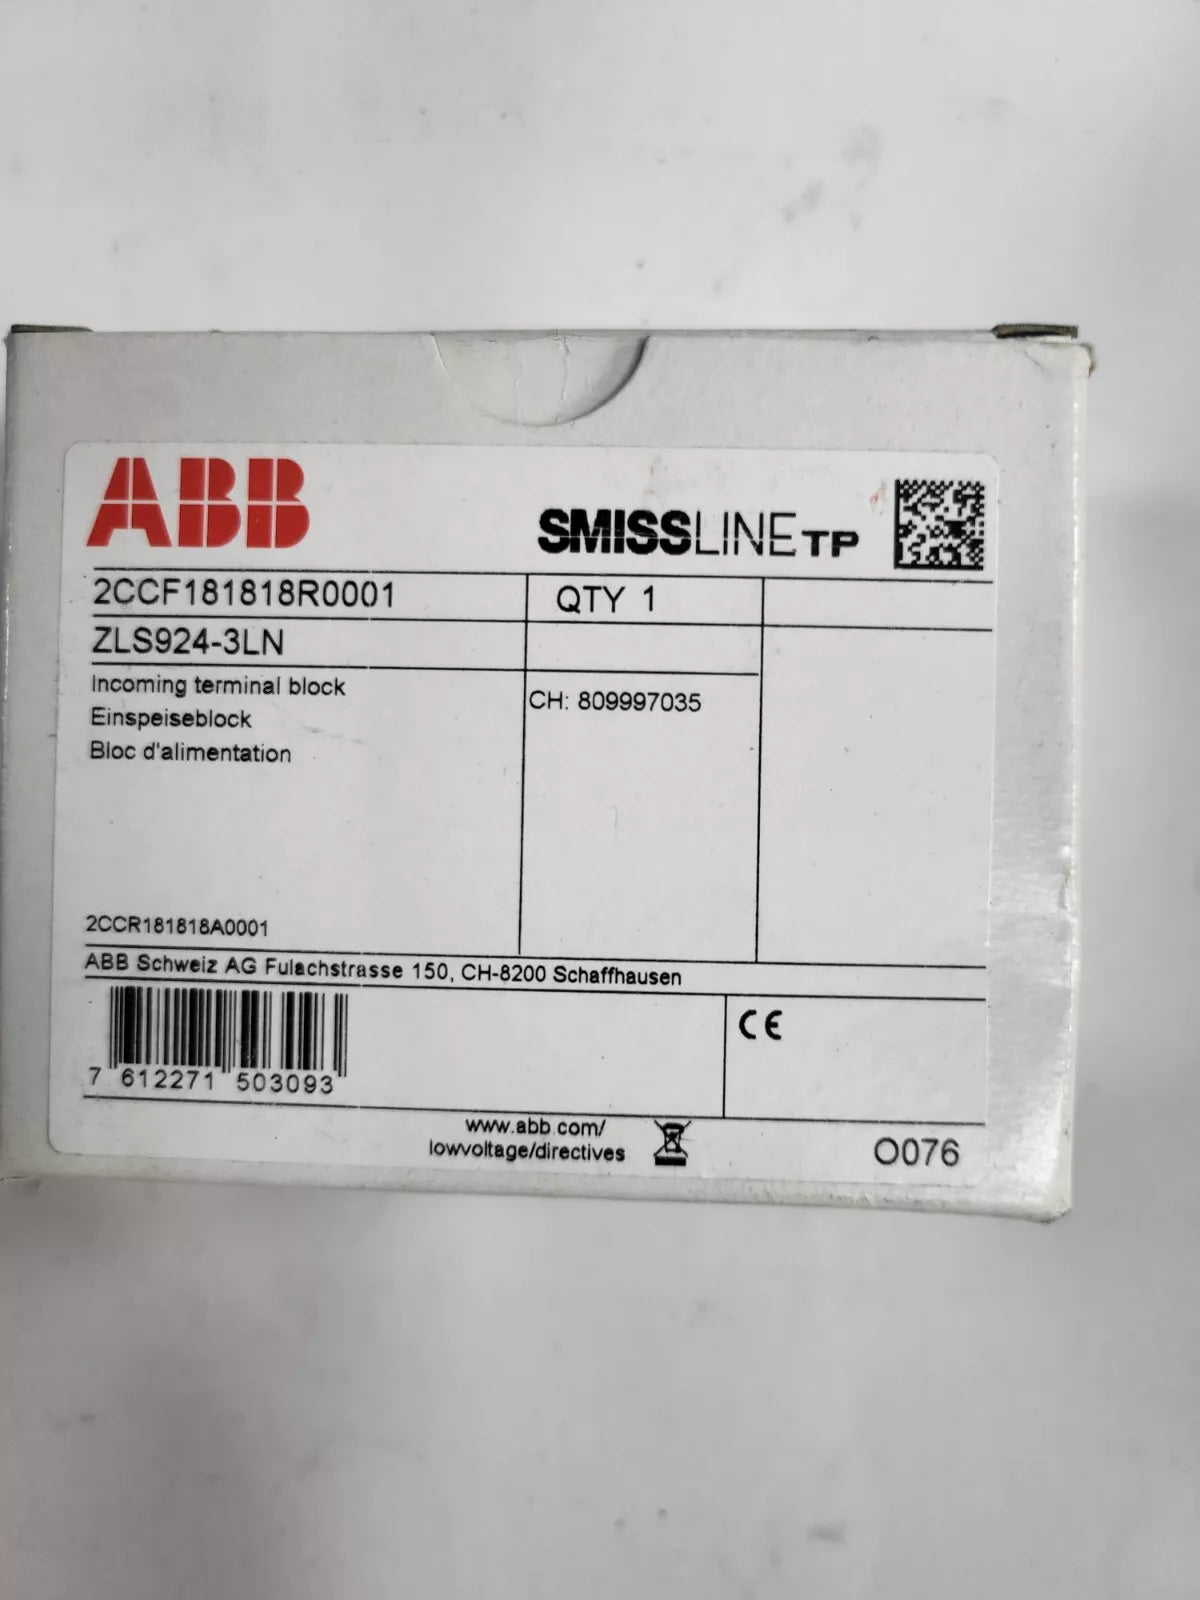 ABB
SMISSLINE TP
2CCF181818R0001
QTY 1
ZLS924-3LN
Incoming terminal block
CH: 809997035
Einspeiseblock
Bloc d'alimentation
2CCR181818A0001
ABB Schweiz AG Fulachstrasse 150, CH-8200 Schaffhausen
CE
7 612271 503093
www.abb.com/
lowvoltage/directives
O076